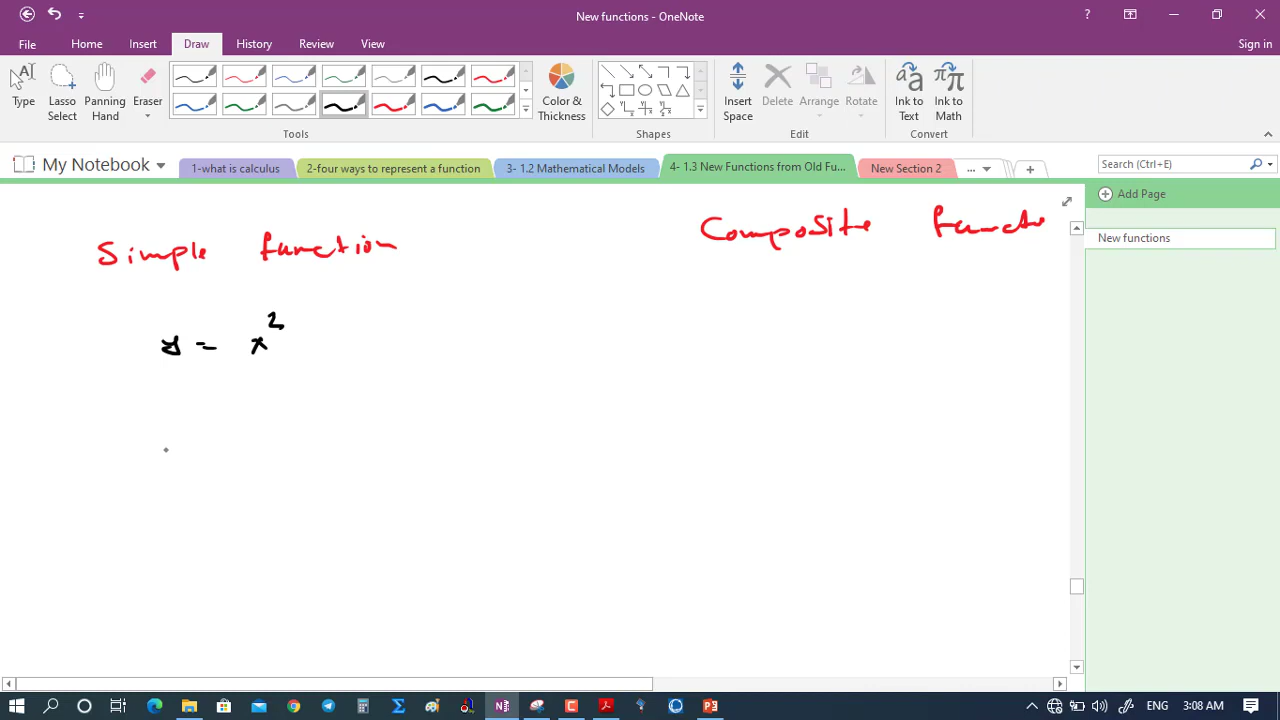 New functions - OneNote
File Home Insert Draw History Review View Sign in
Type
Lasso Select
Panning Hand
Eraser
Color & Thickness
Insert Space
Delete
Arrange
Rotate
Ink to Text
Ink to Math
Tools Shapes Edit Convert
My Notebook 1-what is calculus 2-four ways to represent a function 3- 1.2 Mathematical Models 4- 1.3 New Functions from Old Fu... New Section 2 ... Search (Ctrl+E)
Add Page
New functions
Simple function
Composite functi
y = x²
ENG 3:08 AM